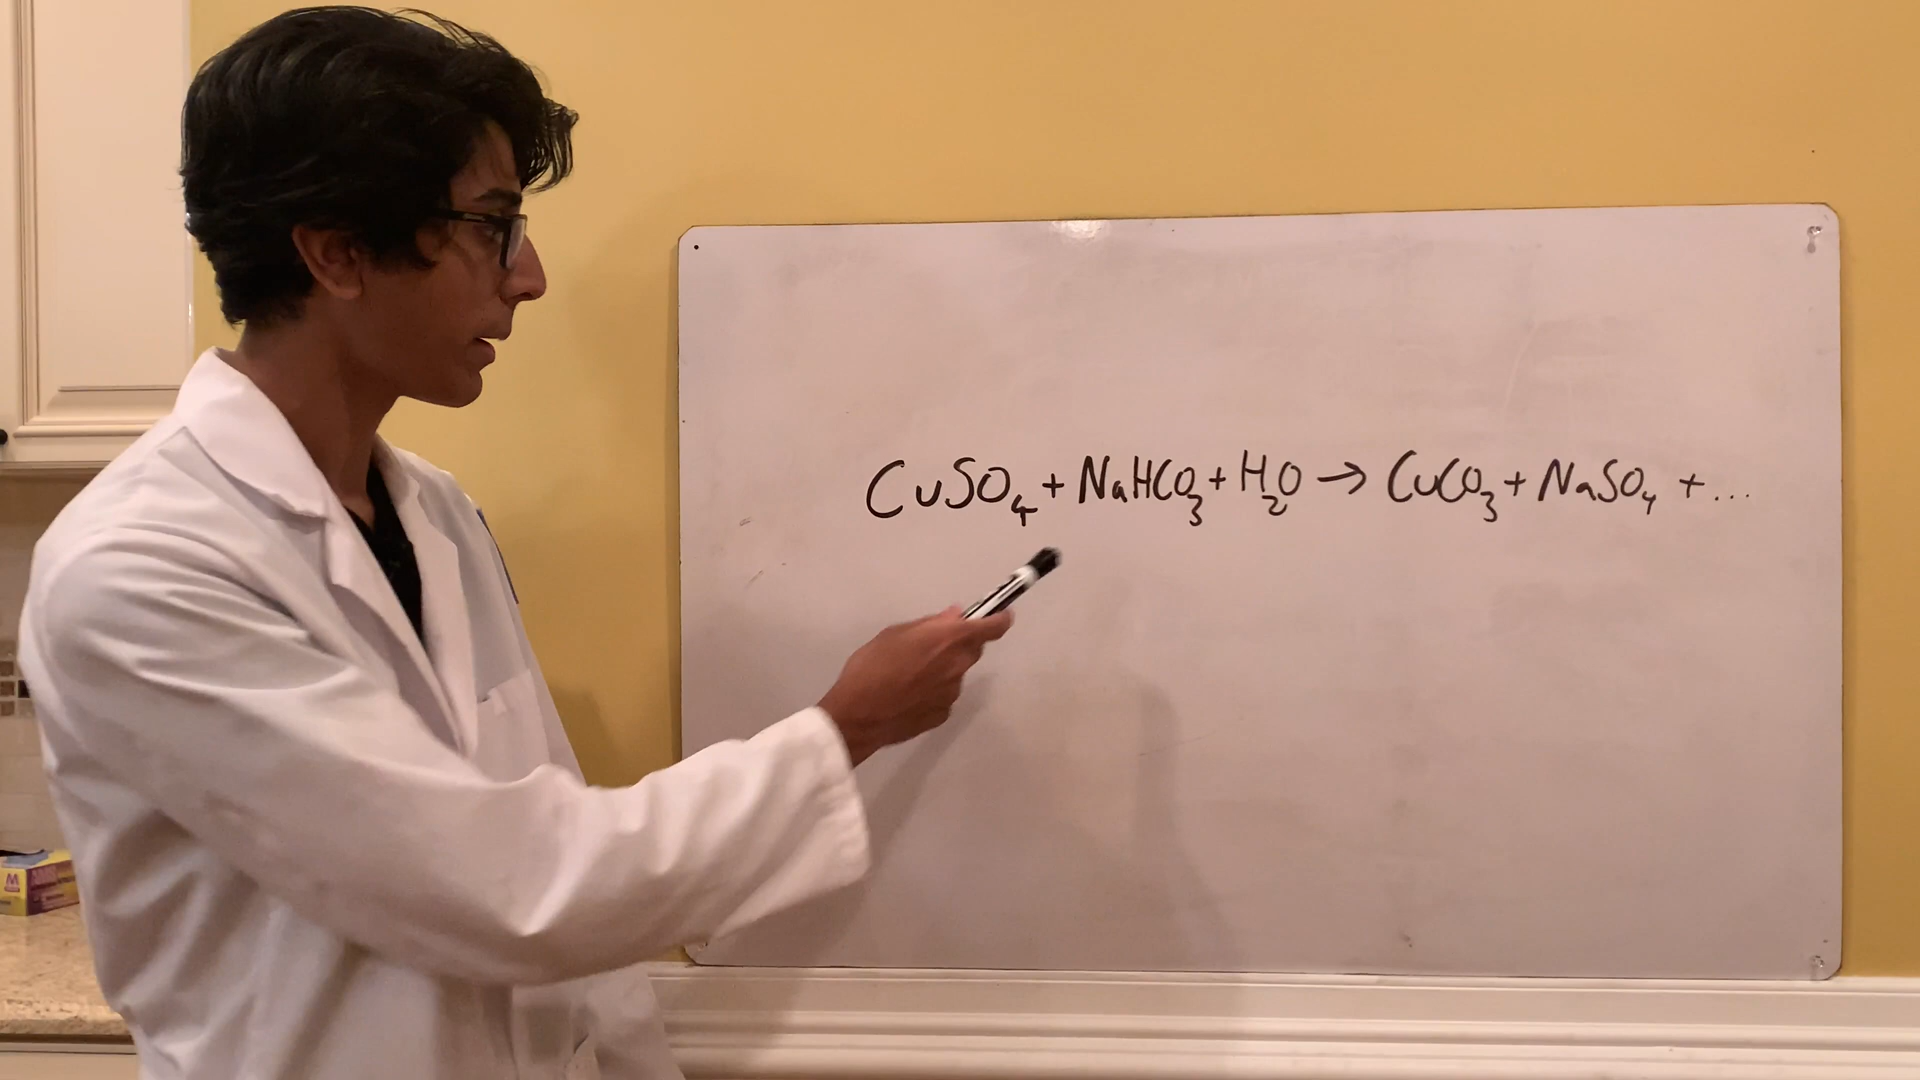 CuSO₄ + NaHCO₃ + H₂O → CuCO₃ + NaSO₄ + ...
M